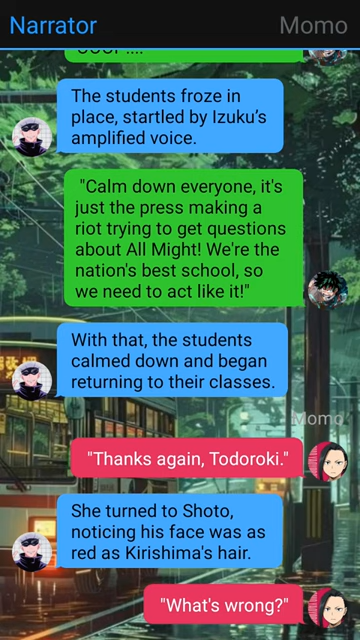 Narrator
Momo
The students froze in
place, startled by Izuku's
amplified voice.
"Calm down everyone, it's
just the press making a
riot trying to get questions
about All Might! We're the
nation's best school, so
we need to act like it!"
With that, the students
calmed down and began
returning to their classes.
Momo
"Thanks again, Todoroki."
She turned to Shoto,
noticing his face was as
red as Kirishima's hair.
"What's wrong?"